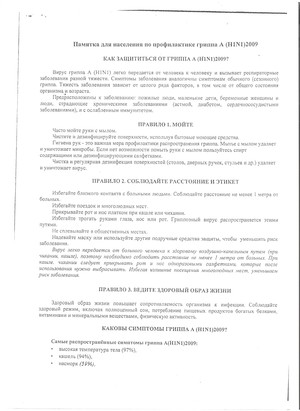 Памятка для населения по профилактике гриппа А (H1N1)2009
КАК ЗАЩИТИТЬСЯ ОТ ГРИППА А (H1N1)2009?
Вирус гриппа А (H1N1) легко передается от человека к человеку и вызывает респираторные
заболевания разной тяжести. Симптомы заболевания аналогичны симптомам обычного (сезонного)
гриппа. Тяжесть заболевания зависит от целого ряда факторов, в том числе от общего состояния
организма и возраста.
Предрасположены к заболеванию: пожилые люди, маленькие дети, беременные женщины и
люди, страдающие хроническими заболеваниями (астмой, диабетом, сердечно-сосудистыми
заболеваниями), и с ослабленным иммунитетом.
ПРАВИЛО 1. МОЙТЕ
Часто мойте руки с мылом.
Чистите и дезинфицируйте поверхности, используя бытовые моющие средства.
Гигиена рук - это важная мера профилактики распространения гриппа. Мытье с мылом удаляет
и уничтожает микробы. Если нет возможности помыть руки с мылом пользуйтесь спирт
содержащими или дезинфицирующими салфетками.
Чистка и регулярная дезинфекция поверхностей (столов, дверных ручек, стульев и др.) удаляет
и уничтожает вирус.
ПРАВИЛО 2. СОБЛЮДАЙТЕ РАССТОЯНИЕ И ЭТИКЕТ
Избегайте близкого контакта с больными людьми. Соблюдайте расстояние не менее 1 метра от
больных.
Избегайте поездок и многолюдных мест.
Прикрывайте рот и нос платком при кашле или чихании.
Избегайте трогать руками глаза, нос или рот. Гриппозный вирус распространяется этими
путями.
Не сплевывайте в общественных местах.
Надевайте маску или используйте другие подручные средства защиты, чтобы уменьшить риск
заболевания.
Вирус легко передается от больного человека к здоровому воздушно-капельным путем (при
чихании, кашле), поэтому необходимо соблюдать расстояние не менее 1 метра от больных. При
кашле, чихании следует прикрывать рот и нос одноразовыми салфетками, которые после
использования нужно выбрасывать. Избегая излишних посещений многолюдных мест, уменьшаем
риск заболевания.
ПРАВИЛО 3. ВЕДИТЕ ЗДОРОВЫЙ ОБРАЗ ЖИЗНИ
Здоровый образ жизни повышает сопротивляемость организма к инфекции. Соблюдайте
здоровый режим, включая полноценный сон, потребление пищевых продуктов богатых белками,
витаминами и минеральными веществами, физическую активность.
КАКОВЫ СИМПТОМЫ ГРИППА А (H1N1)2009?
Самые распространённые симптомы гриппа А(H1N1)2009:
• высокая температура тела (97%),
• кашель (94%),
• насморк (59%),